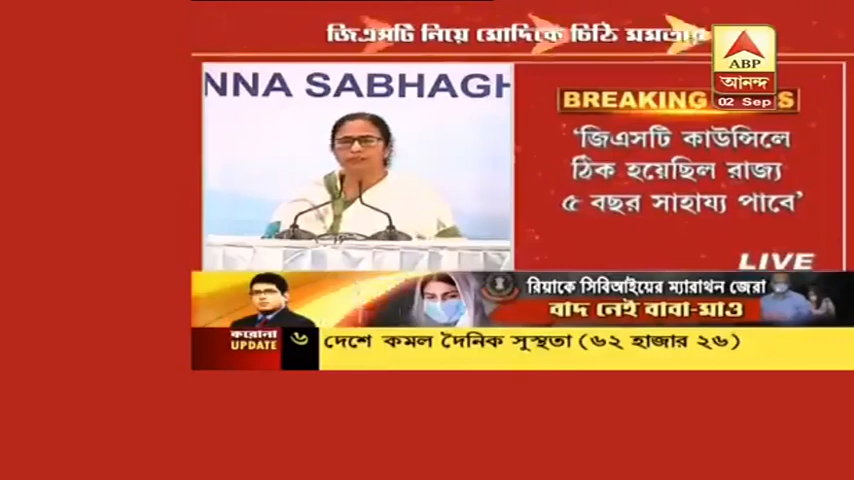 জিএসটি নিয়ে মোদিকে চিঠি মমতার
ABP
আনন্দ
02 Sep
NNA SABHAGH
BREAKING
'জিএসটি কাউন্সিলে
ঠিক হয়েছিল রাজ্য
৫ বছর সাহায্য পাবে'
LIVE
রিয়াকে সিবিআইয়ের ম্যারাথন জেরা
বাদ নেই বাবা-মাও
করোনা
UPDATE
৬
দেশে কমল দৈনিক সুস্থতা (৬২ হাজার ২৬)